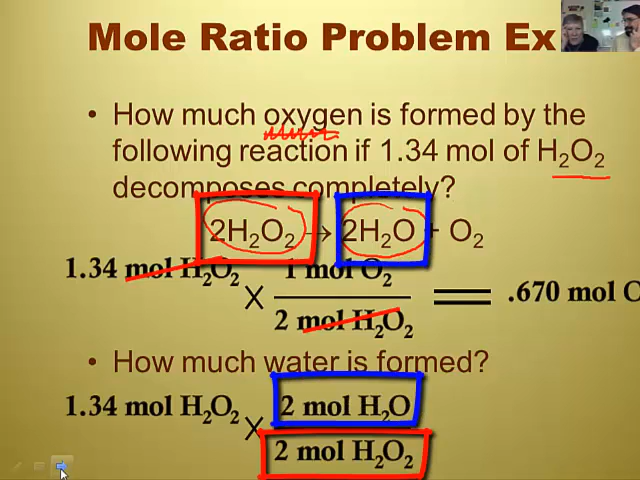 Mole Ratio Problem Ex
• How much oxygen is formed by the
following reaction if 1.34 mol of H₂O₂
decomposes completely?
2H₂O₂ → 2H₂O + O₂
1.34 mol H₂O₂ × 1 mol O₂ / 2 mol H₂O₂ = .670 mol O
• How much water is formed?
1.34 mol H₂O₂ × 2 mol H₂O / 2 mol H₂O₂